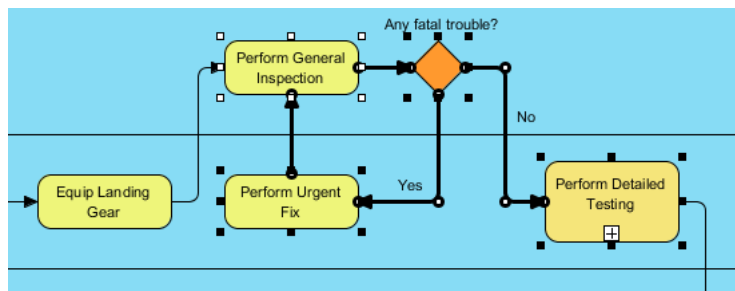 Any fatal trouble?
Perform General
Inspection
No
Equip Landing
Gear
Perform Urgent
Fix
Yes
Perform Detailed
Testing